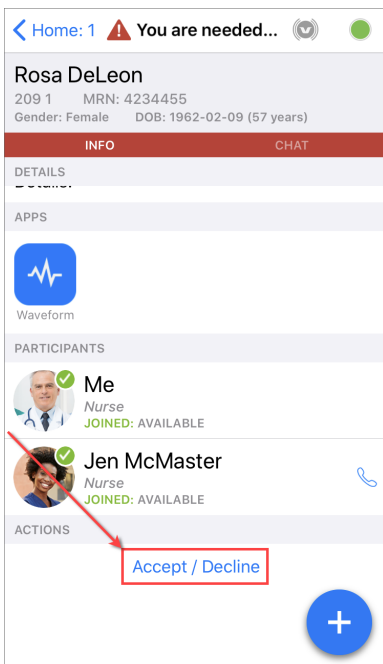 Home: 1 You are needed...
Rosa DeLeon
209 1 MRN: 4234455
Gender: Female DOB: 1962-02-09 (57 years)
INFO CHAT
DETAILS
APPS
Waveform
PARTICIPANTS
Me
Nurse
JOINED: AVAILABLE
Jen McMaster
Nurse
JOINED: AVAILABLE
ACTIONS
Accept / Decline